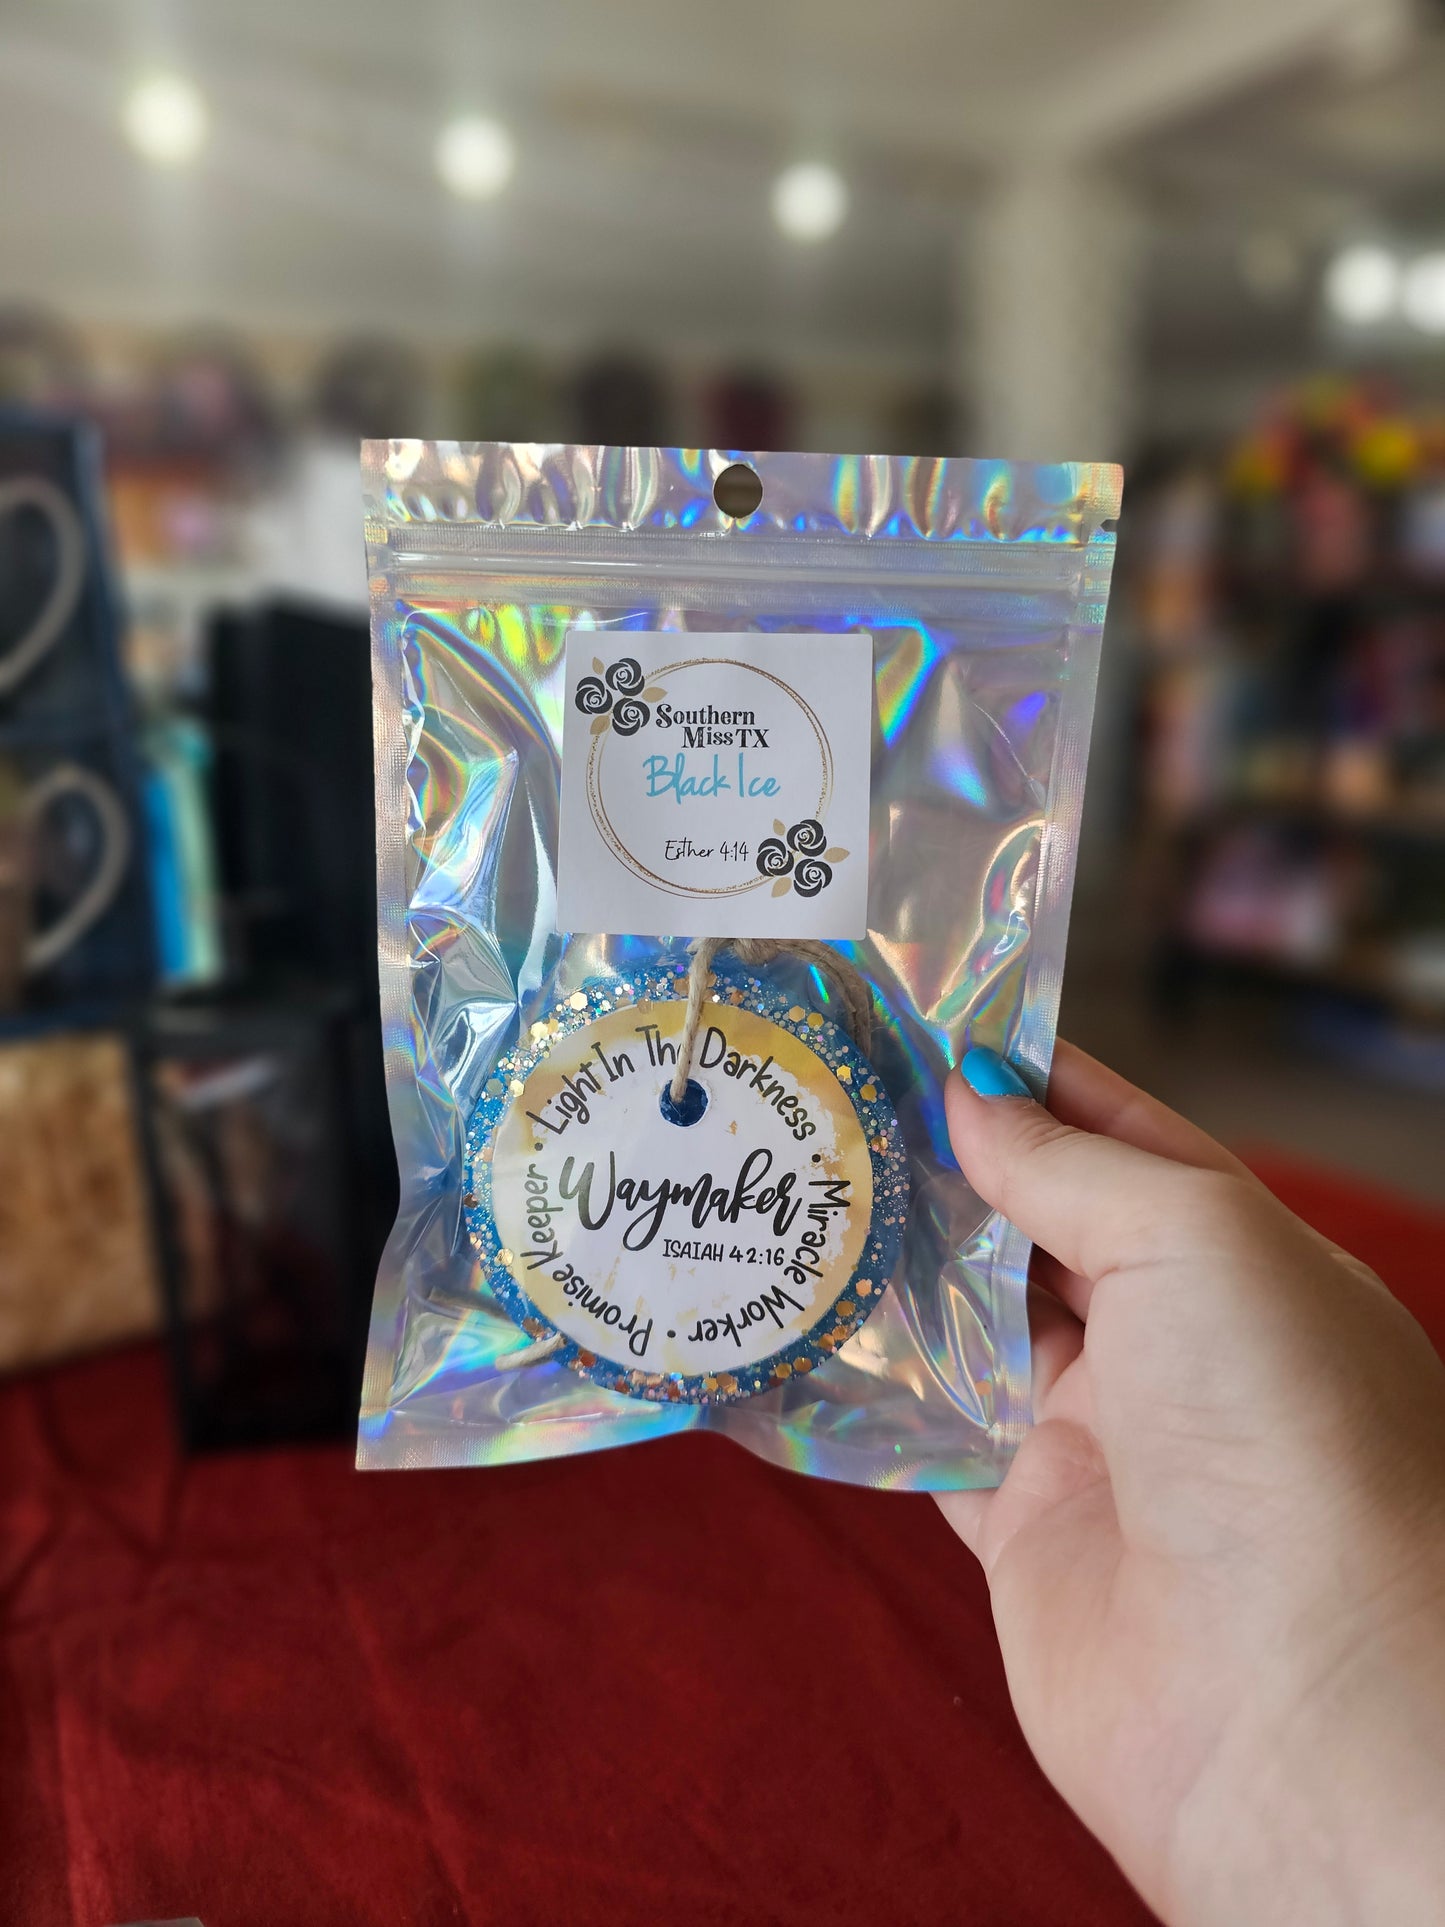 Southern
Miss TX
Black Ice
Esther 4:14
Light In The Darkness • Miracle Worker • Promise Keeper •
Waymaker
ISAIAH 42:16